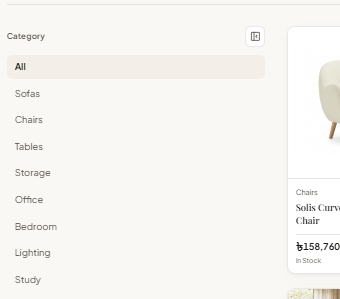 Category
All
Sofas
Chairs
Tables
Storage
Office
Bedroom
Lighting
Study
Chairs
Solis Curv
Chair
৳158,760
In Stock